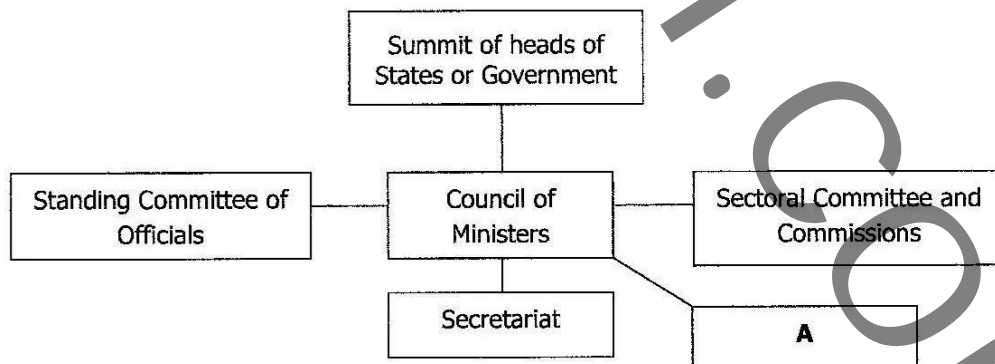 Summit of heads of
States or Government
Standing Committee of
Officials
Council of
Ministers
Sectoral Committee and
Commissions
Secretariat
A